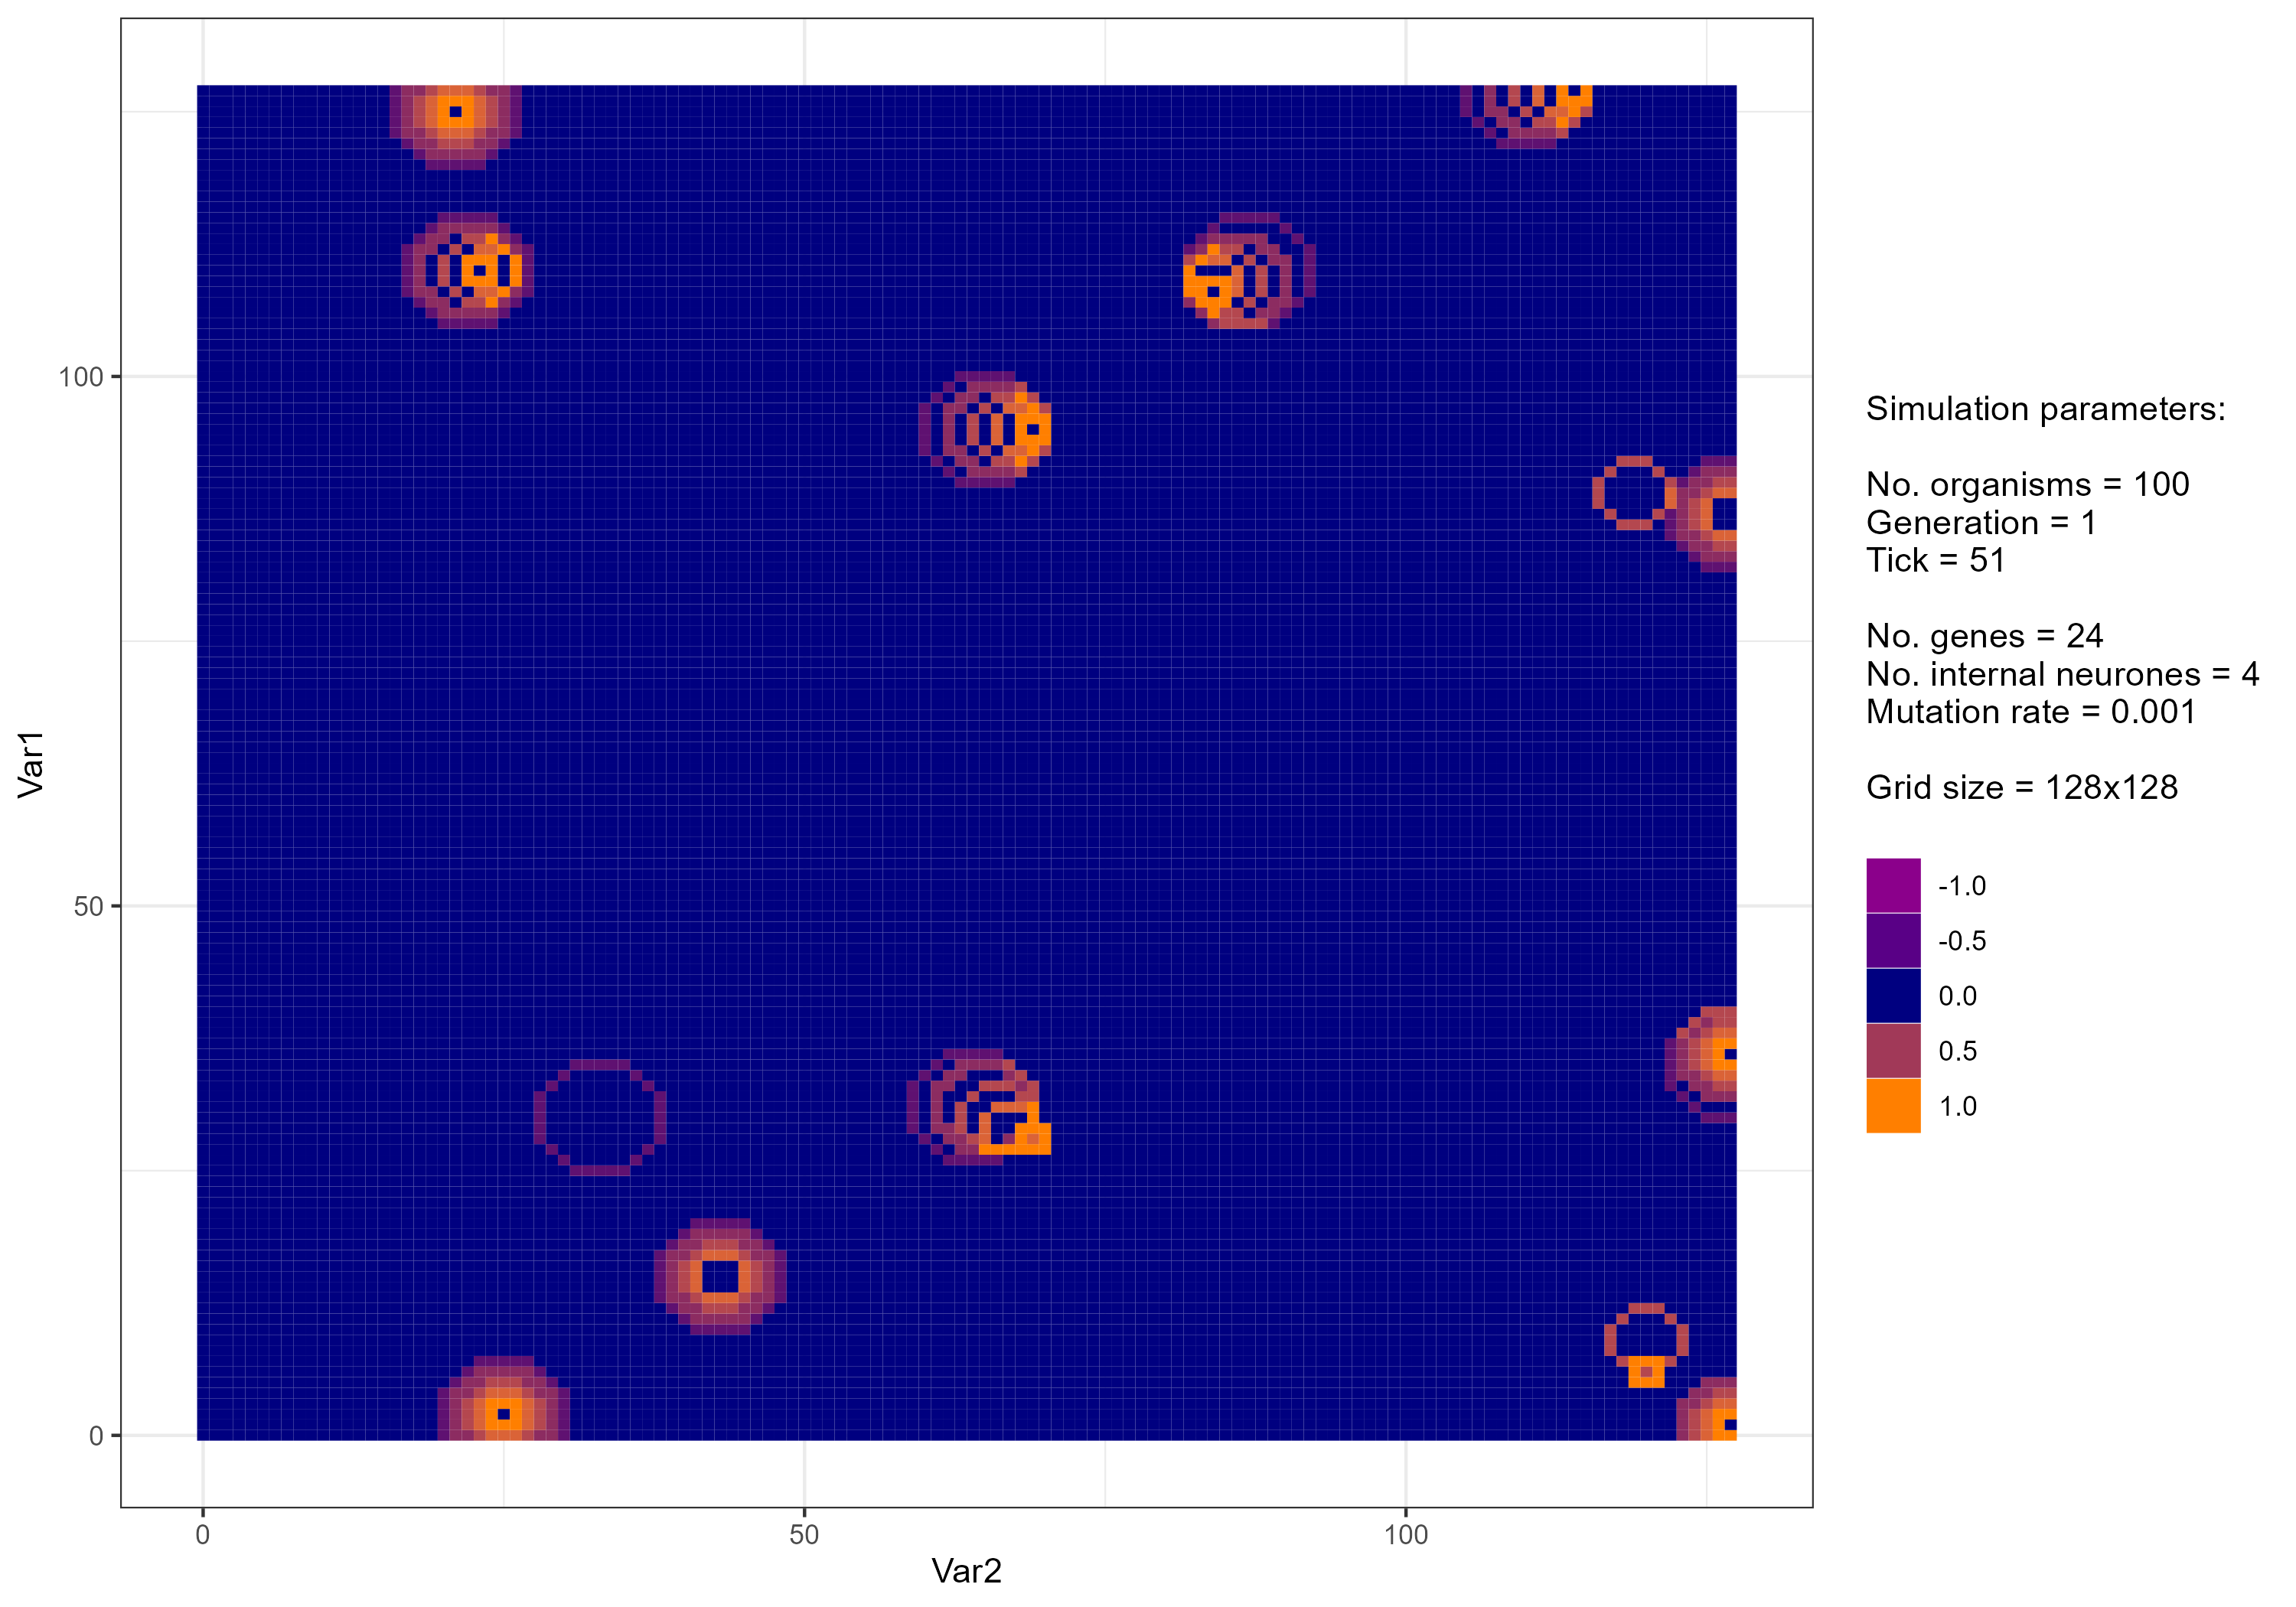 Var1
100
50
0
0
50
100
Var2
Simulation parameters:
No. organisms = 100
Generation = 1
Tick = 51
No. genes = 24
No. internal neurones = 4
Mutation rate = 0.001
Grid size = 128x128
-1.0
-0.5
0.0
0.5
1.0